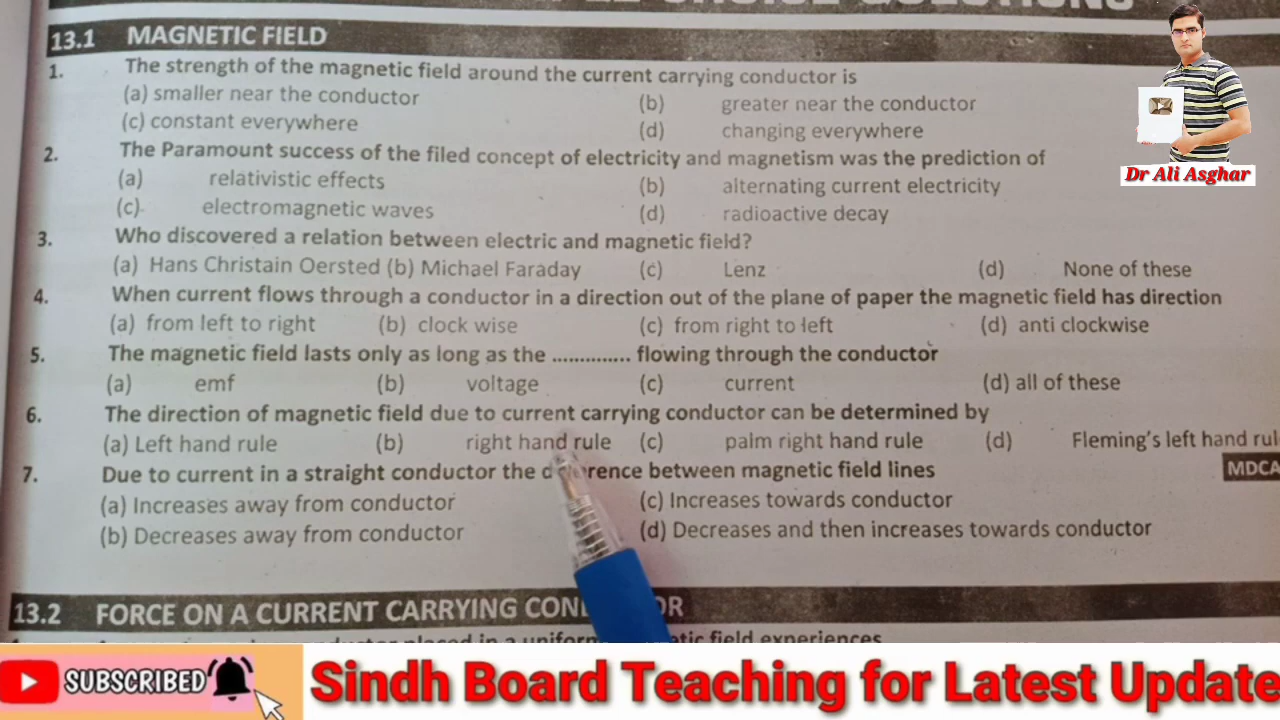 13.1 MAGNETIC FIELD
1. The strength of the magnetic field around the current carrying conductor is
(a) smaller near the conductor (b) greater near the conductor
(c) constant everywhere (d) changing everywhere
2. The Paramount success of the filed concept of electricity and magnetism was the prediction of
(a) relativistic effects (b) alternating current electricity
(c) electromagnetic waves (d) radioactive decay
3. Who discovered a relation between electric and magnetic field?
(a) Hans Christain Oersted (b) Michael Faraday (c) Lenz (d) None of these
4. When current flows through a conductor in a direction out of the plane of paper the magnetic field has direction
(a) from left to right (b) clock wise (c) from right to left (d) anti clockwise
5. The magnetic field lasts only as long as the .............. flowing through the conductor
(a) emf (b) voltage (c) current (d) all of these
6. The direction of magnetic field due to current carrying conductor can be determined by
(a) Left hand rule (b) right hand rule (c) palm right hand rule (d) Fleming's left hand rul
7. Due to current in a straight conductor the between magnetic field lines
MDCA
(a) Increases away from conductor (c) Increases towards conductor
(b) Decreases away from conductor (d) Decreases and then increases towards conductor
13.2 FORCE ON A CURRENT CARRYING
placed in a uniform field experiences
Dr Ali Asghar
SUBSCRIBED
Sindh Board Teaching for Latest Update